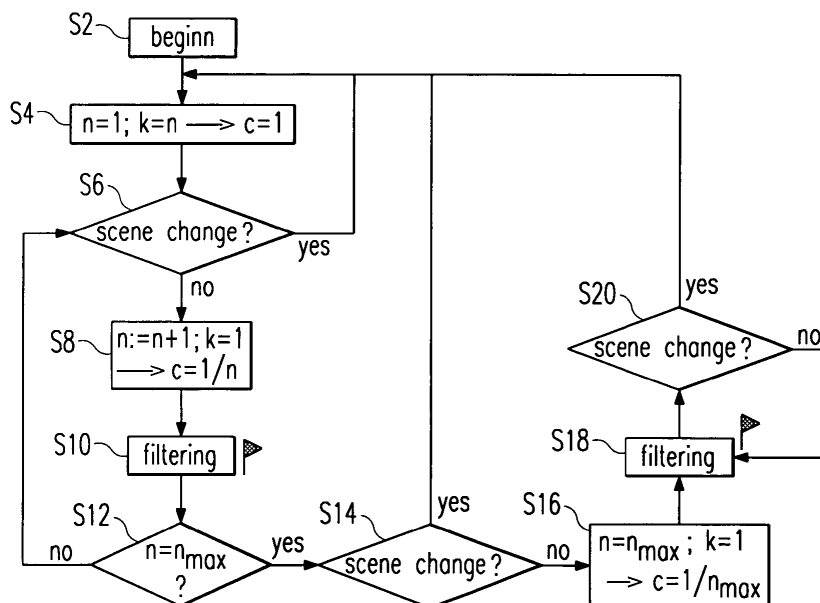 S2
beginn
S4
n=1; k=n → c=1
S6
scene change?
yes
no
S8
n:=n+1; k=1
→ c=1/n
S10
filtering
S12
n=nmax
?
no
yes
S14
scene change?
yes
no
S16
n=nmax; k=1
→ c=1/nmax
S18
filtering
S20
scene change?
yes
no